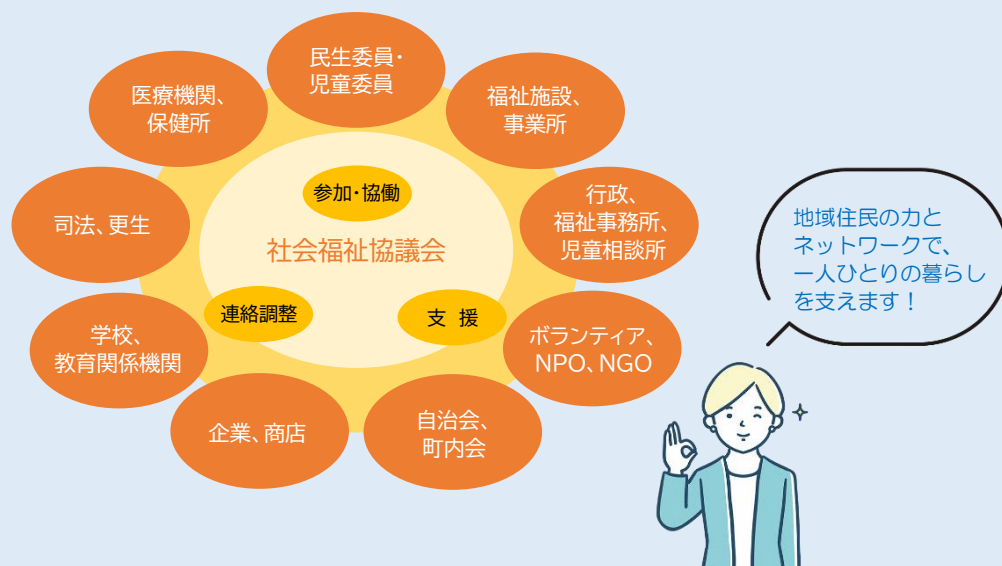 民生委員・
児童委員
福祉施設、
事業所
行政、
福祉事務所、
児童相談所
ボランティア、
NPO、NGO
自治会、
町内会
企業、商店
学校、
教育関係機関
司法、更生
医療機関、
保健所
参加・協働
社会福祉協議会
連絡調整
支 援
地域住民の力と
ネットワークで、
一人ひとりの暮らし
を支えます！